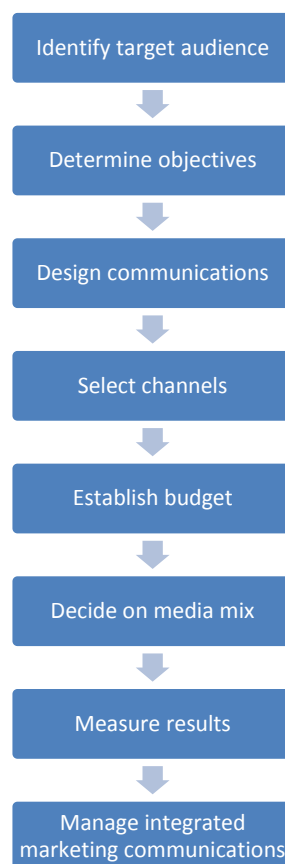 Identify target audience
Determine objectives
Design communications
Select channels
Establish budget
Decide on media mix
Measure results
Manage integrated
marketing communications